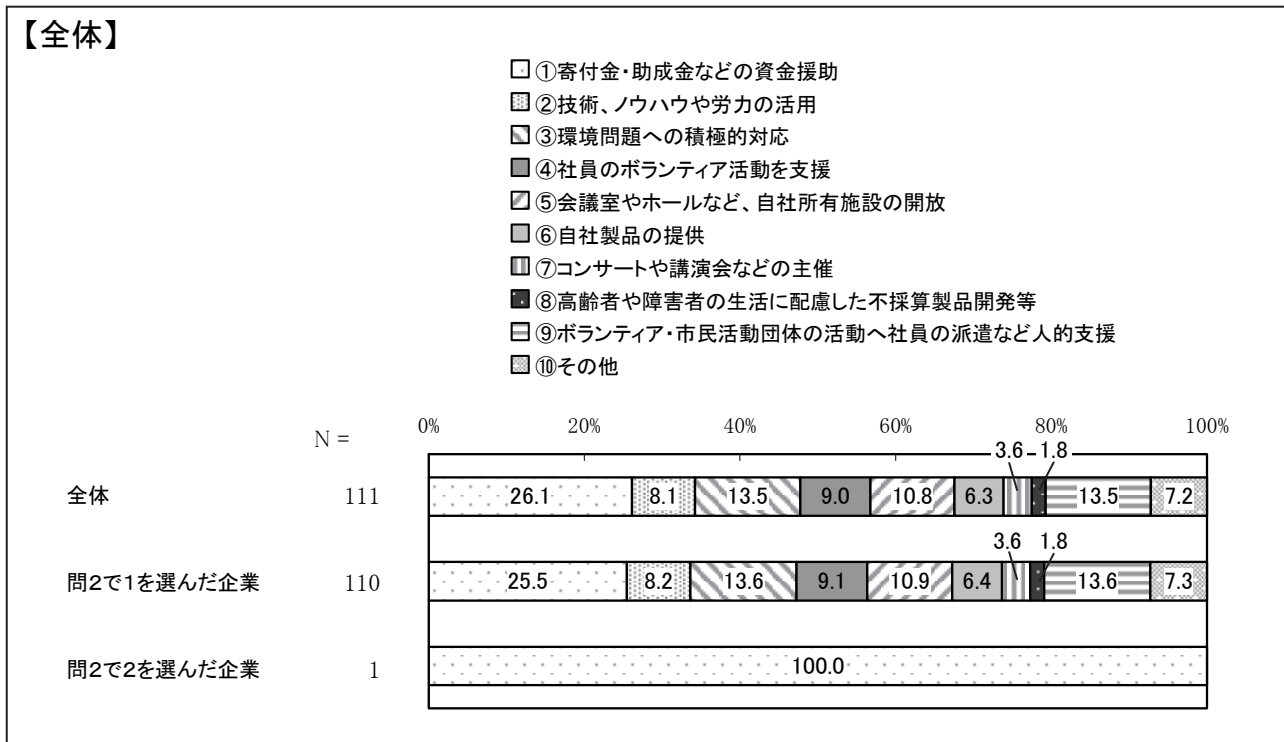 【全体】
①寄付金・助成金などの資金援助
②技術、ノウハウや労力の活用
③環境問題への積極的対応
④社員のボランティア活動を支援
⑤会議室やホールなど、自社所有施設の開放
⑥自社製品の提供
⑦コンサートや講演会などの主催
⑧高齢者や障害者の生活に配慮した不採算製品開発等
⑨ボランティア・市民活動団体の活動へ社員の派遣など人的支援
⑩その他
N = 0% 20% 40% 60% 80% 100%
3.6 1.8
全体 111 26.1 8.1 13.5 9.0 10.8 6.3 13.5 7.2
3.6 1.8
問2で1を選んだ企業 110 25.5 8.2 13.6 9.1 10.9 6.4 13.6 7.3
問2で2を選んだ企業 1 100.0